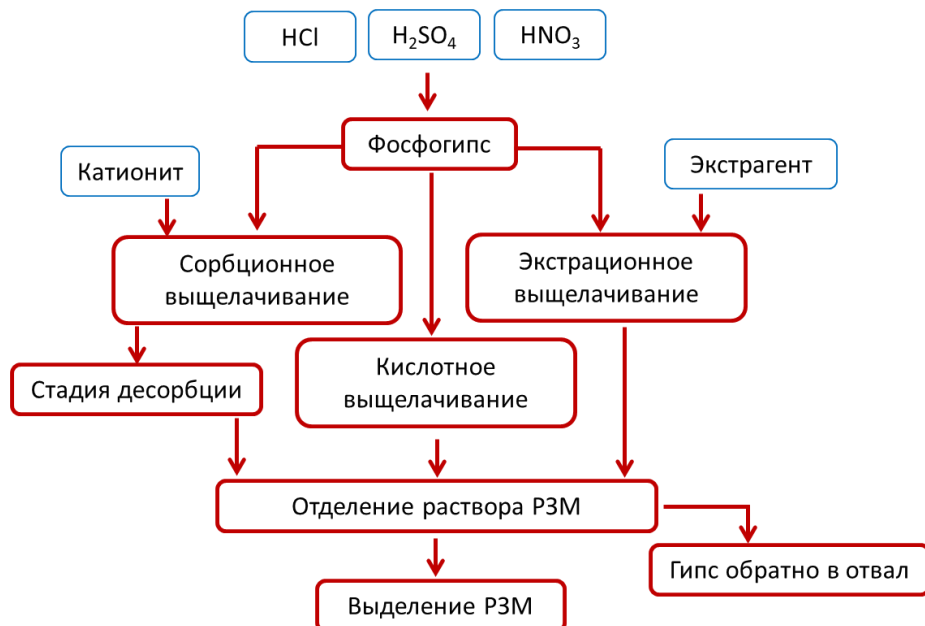 HCl
H₂SO₄
HNO₃
Фосфогипс
Катионит
Экстрагент
Сорбционное
выщелачивание
Экстрационное
выщелачивание
Стадия десорбции
Кислотное
выщелачивание
Отделение раствора РЗМ
Гипс обратно в отвал
Выделение РЗМ